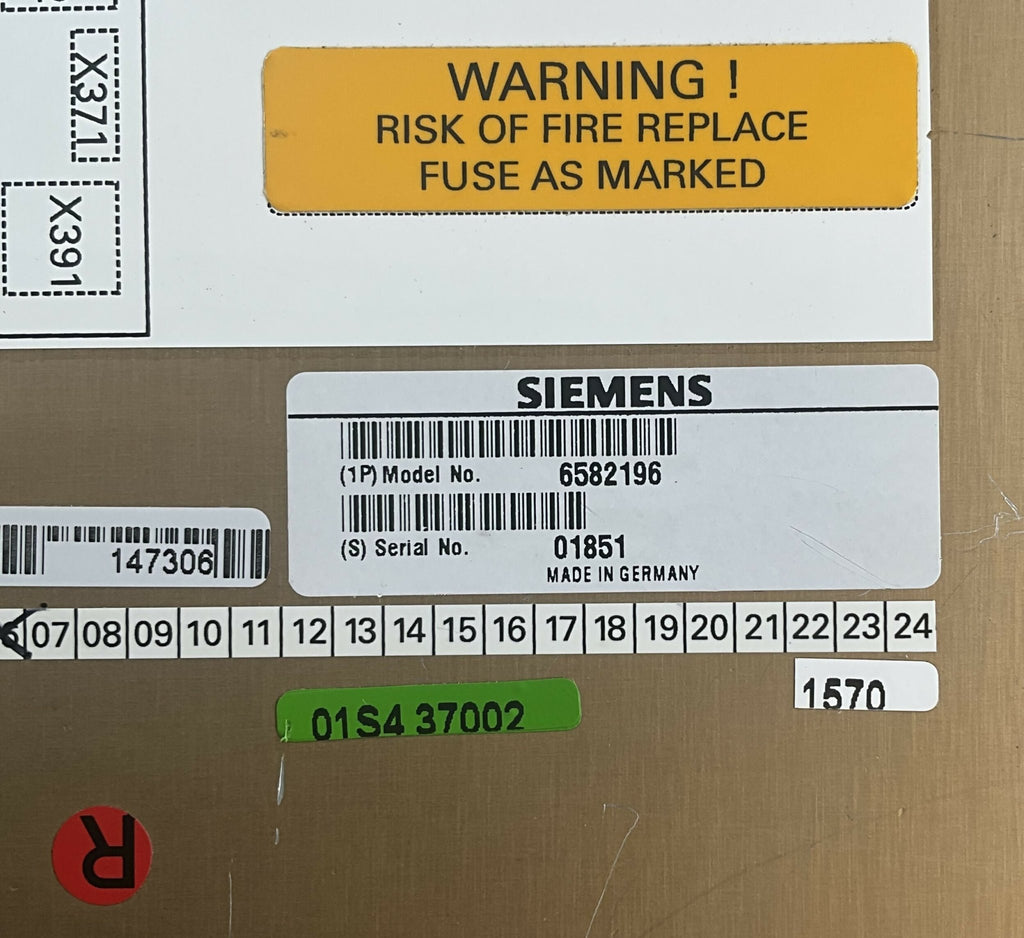 X371
X391
WARNING !
RISK OF FIRE REPLACE
FUSE AS MARKED
SIEMENS
(1P) Model No. 6582196
(S) Serial No. 01851
MADE IN GERMANY
147306
07 08 09 10 11 12 13 14 15 16 17 18 19 20 21 22 23 24
01S4 37002
1570
R